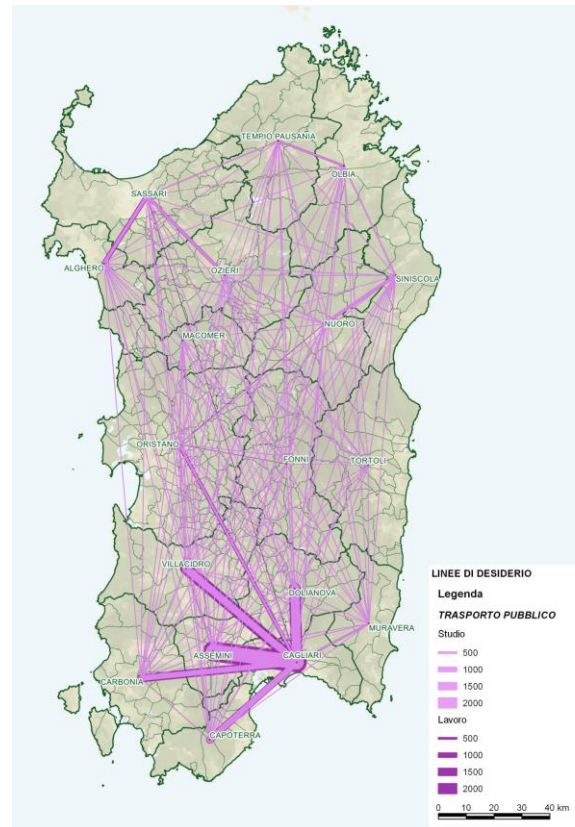 TEMPIO PAUSANIA
OLBIA
SASSARI
ALGHERO
OZIERI
SINISCOLA
NUORO
MACOMER
ORISTANO
FONNI
TORTOLI
VILLACIDRO
DOLIANOVA
MURAVERA
ASSEMINI
CAGLIARI
CARBONIA
CAPOTERRA
LINEE DI DESIDERIO
Legenda
TRASPORTO PUBBLICO
Studio
500
1000
1500
2000
Lavoro
500
1000
1500
2000
0 10 20 30 40 km